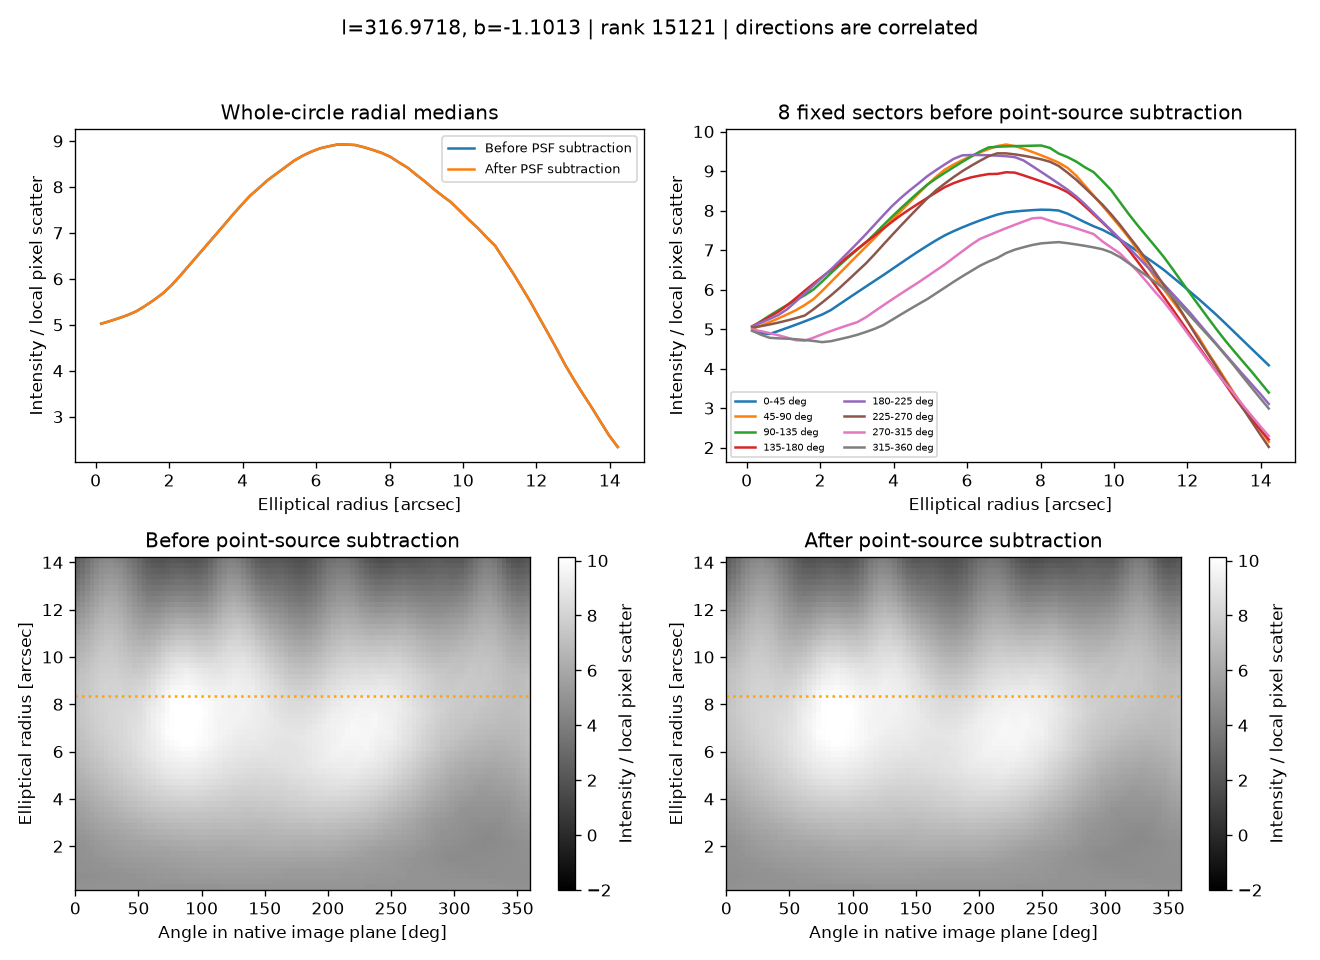 l=316.9718, b=-1.1013 | rank 15121 | directions are correlated
Whole-circle radial medians
Intensity / local pixel scatter
9
8
7
6
5
4
3
Before PSF subtraction
After PSF subtraction
0 2 4 6 8 10 12 14
Elliptical radius [arcsec]
8 fixed sectors before point-source subtraction
Intensity / local pixel scatter
10
9
8
7
6
5
4
3
2
0-45 deg
45-90 deg
90-135 deg
135-180 deg
180-225 deg
225-270 deg
270-315 deg
315-360 deg
0 2 4 6 8 10 12 14
Elliptical radius [arcsec]
Before point-source subtraction
Elliptical radius [arcsec]
14
12
10
8
6
4
2
0 50 100 150 200 250 300 350
Angle in native image plane [deg]
10
8
6
4
2
0
−2
Intensity / local pixel scatter
After point-source subtraction
Elliptical radius [arcsec]
14
12
10
8
6
4
2
0 50 100 150 200 250 300 350
Angle in native image plane [deg]
10
8
6
4
2
0
−2
Intensity / local pixel scatter